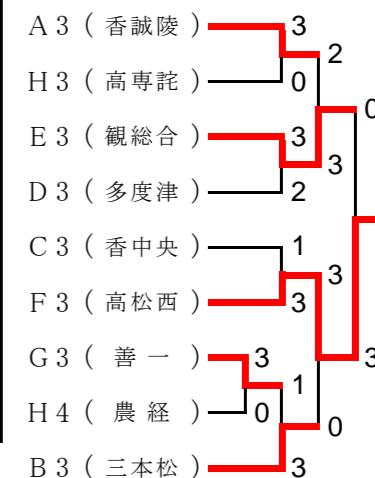 A3(香誠陵) 3
2
H3(高専詫) 0
0
E3(観総合) 3
3
D3(多度津) 2
C3(香中央) 1
3
F3(高松西) 3
G3(善一) 3
3
1
H4(農経) 0
0
B3(三本松) 3